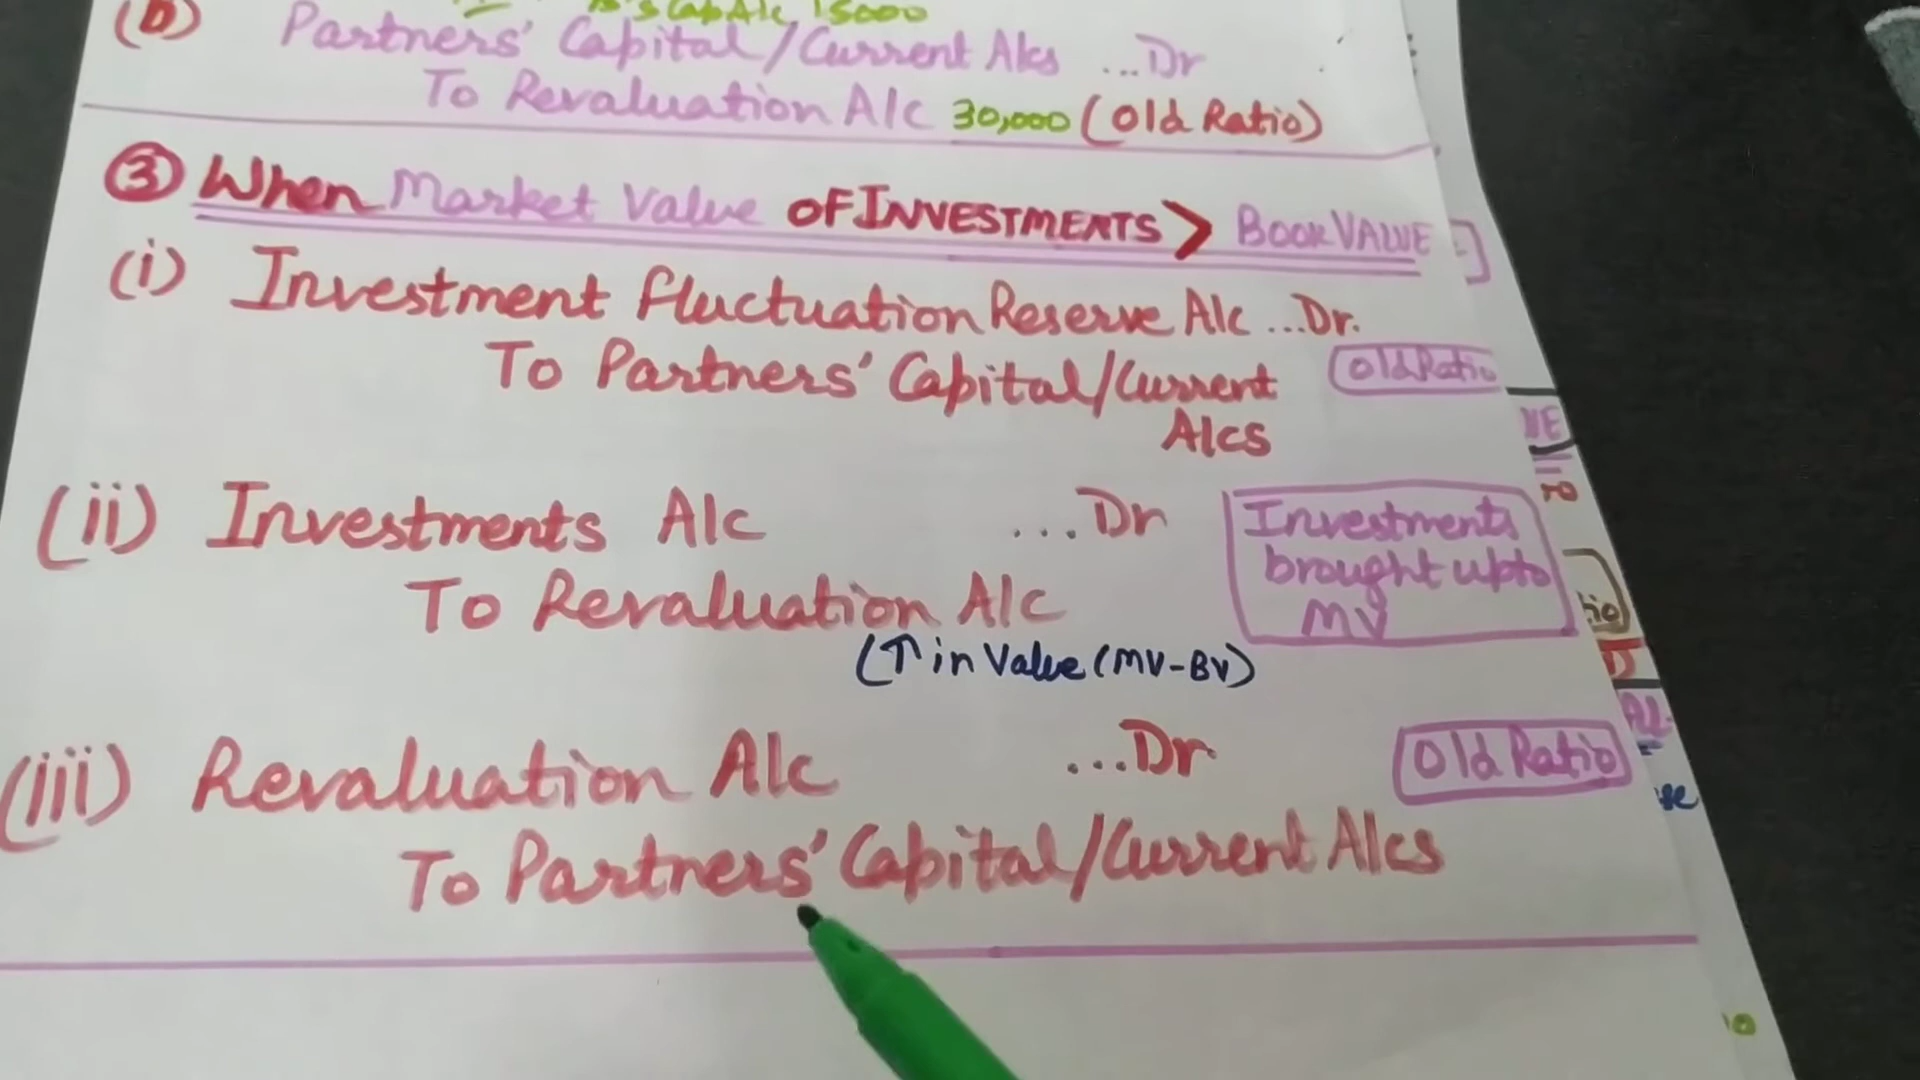 B's Cap A/c 15000
(b) Partners' Capital/Current A/cs ...Dr
To Revaluation A/c 30,000 (Old Ratio)
③ When Market Value OF INVESTMENTS > BOOK VALUE
(i) Investment Fluctuation Reserve A/c ...Dr.
To Partners' Capital/Current A/cs
Old Ratio
(ii) Investments A/c ...Dr
To Revaluation A/c
(↑ in Value (MV-BV)
Investments
brought upto
MV
(iii) Revaluation A/c ...Dr
Old Ratio
To Partners' Capital/Current A/cs